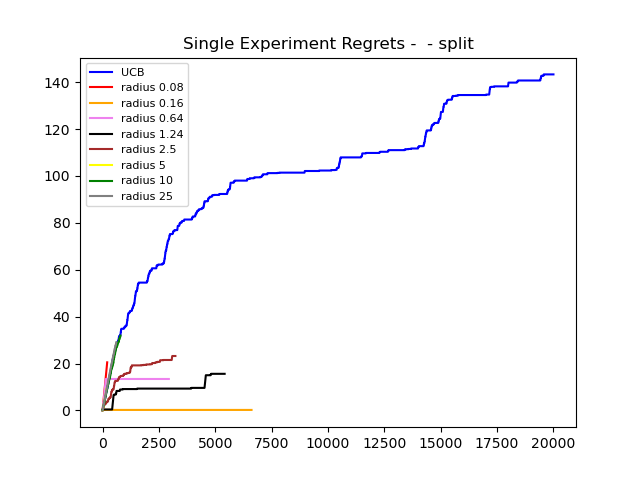 Single Experiment Regrets -  - split
UCB
radius 0.08
radius 0.16
radius 0.64
radius 1.24
radius 2.5
radius 5
radius 10
radius 25
140
120
100
80
60
40
20
0
0 2500 5000 7500 10000 12500 15000 17500 20000